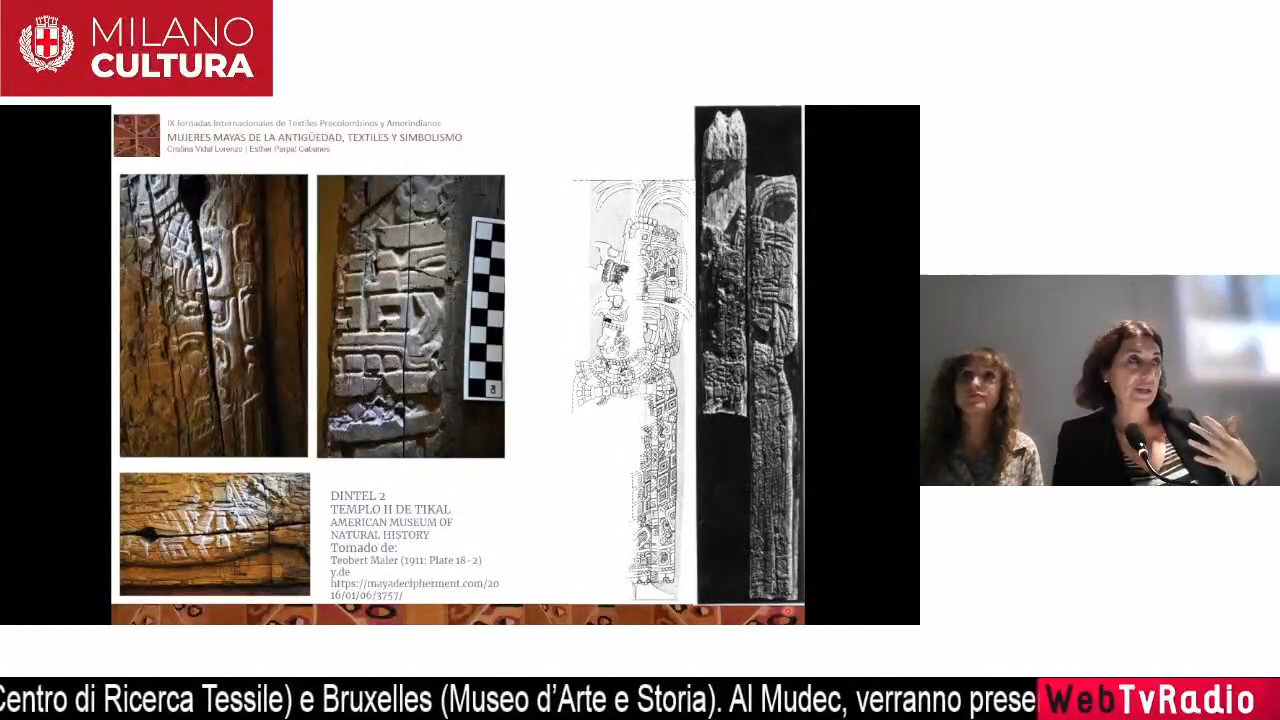 MILANO
CULTURA
IX Jornadas Internacionales de Textiles Precolombinos y Amerindianos
MUJERES MAYAS DE LA ANTIGÜEDAD, TEXTILES Y SIMBOLISMO
Cristina Vidal Lorenzo | Esther Parpal Cabanes
DINTEL 2
TEMPLO II DE TIKAL
AMERICAN MUSEUM OF
NATURAL HISTORY
Tomado de:
Teobert Maler (1911: Plate 18-2)
y.de
https://mayadecipherment.com/20
16/01/06/3757/
Centro di Ricerca Tessile) e Bruxelles (Museo d’Arte e Storia). Al Mudec, verranno prese
WebTvRadio